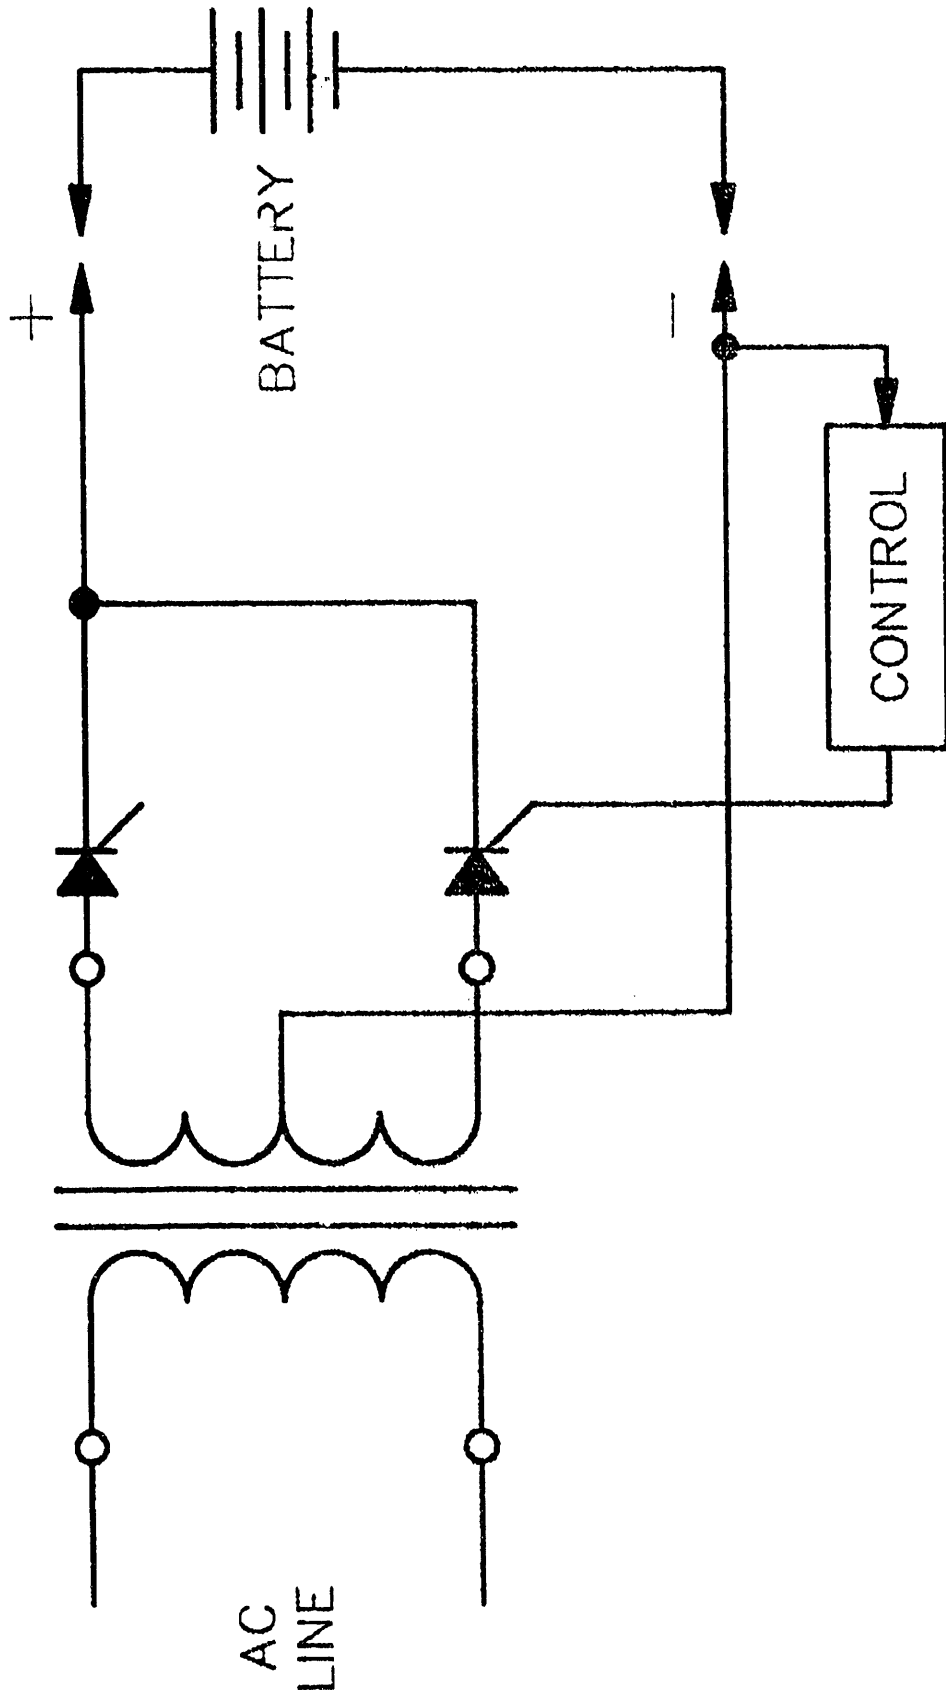 AC
LINE
+
BATTERY
−
CONTROL